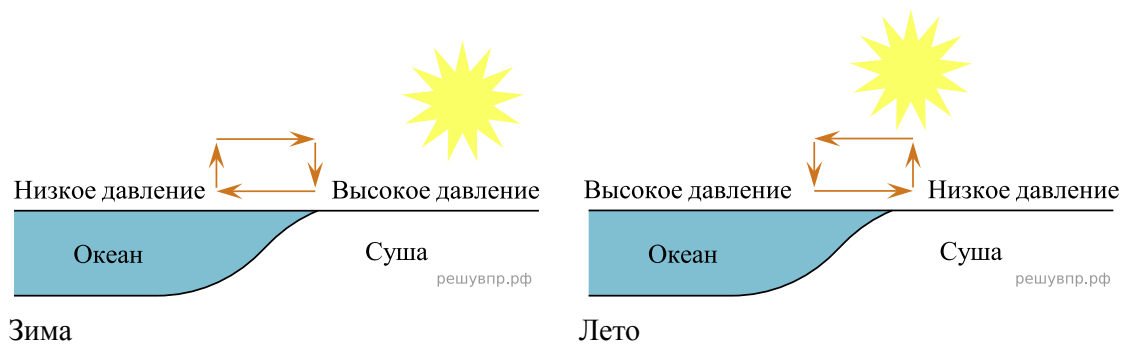 Низкое давление
Высокое давление
Океан
Суша
решувпр.рф
Зима
Высокое давление
Низкое давление
Океан
Суша
решувпр.рф
Лето